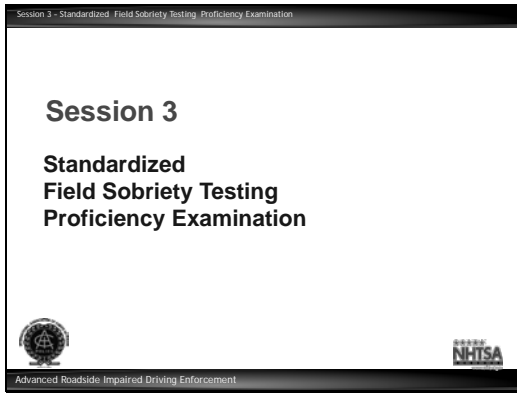 Session 3 - Standardized Field Sobriety Testing Proficiency Examination
Session 3
Standardized
Field Sobriety Testing
Proficiency Examination
NHTSA
Advanced Roadside Impaired Driving Enforcement